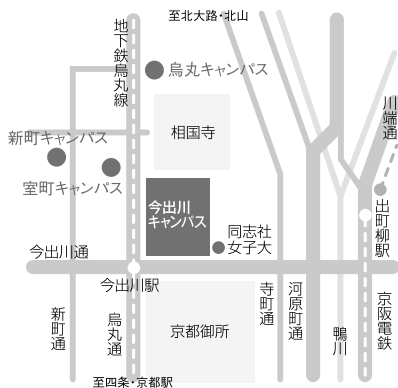 至北大路・北山
地下鉄烏丸線
烏丸キャンパス
川端通
相国寺
新町キャンパス
室町キャンパス
今出川
キャンパス
同志社
女子大
出町柳駅
今出川通
今出川駅
新町通
烏丸通
京都御所
寺町通
河原町通
鴨川
京阪電鉄
至四条・京都駅